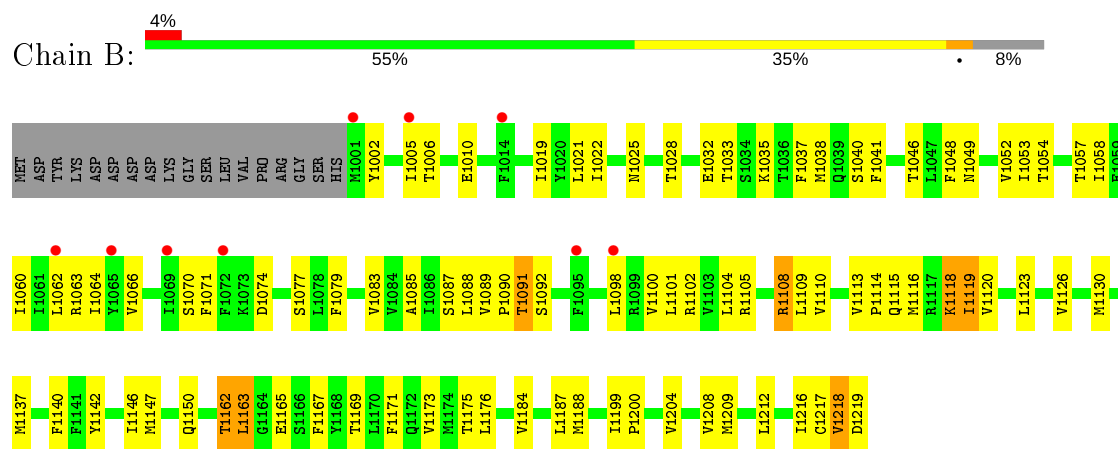 4%
Chain B:
55% 35% • 8%
MET ASP TYR LYS ASP ASP ASP ASP LYS GLY SER LEU VAL PRO ARG GLY SER HIS M1001 Y1002 I1005 T1006 E1010 F1014 I1019 Y1020 L1021 I1022 N1025 T1028 E1032 T1033 S1034 K1035 T1036 F1037 M1038 Q1039 S1040 F1041 T1046 L1047 F1048 N1049 V1052 I1053 T1054 T1057 I1058 E1059
I1060 I1061 L1062 R1063 I1064 Y1065 V1066 I1069 S1070 F1071 F1072 K1073 D1074 S1077 L1078 F1079 V1083 V1084 A1085 I1086 S1087 L1088 V1089 P1090 T1091 S1092 F1095 L1098 R1099 V1100 L1101 R1102 V1103 L1104 R1105 R1108 L1109 V1110 V1113 P1114 Q1115 M1116 R1117 K1118 I1119 V1120 L1123 V1126 M1130
M1137 F1140 F1141 Y1142 I1146 M1147 Q1150 T1162 L1163 G1164 E1165 S1166 F1167 Y1168 T1169 L1170 F1171 Q1172 V1173 M1174 T1175 L1176 V1184 L1187 M1188 I1199 P1200 V1204 V1208 M1209 L1212 I1216 C1217 V1218 D1219